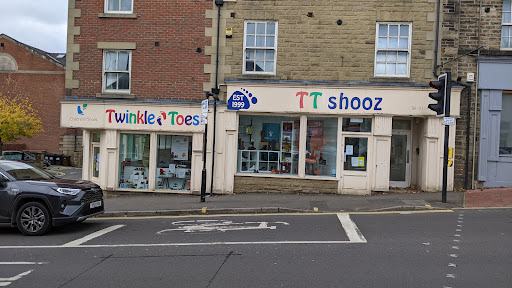 Twinkle Toes
EST
1999
TT shooz